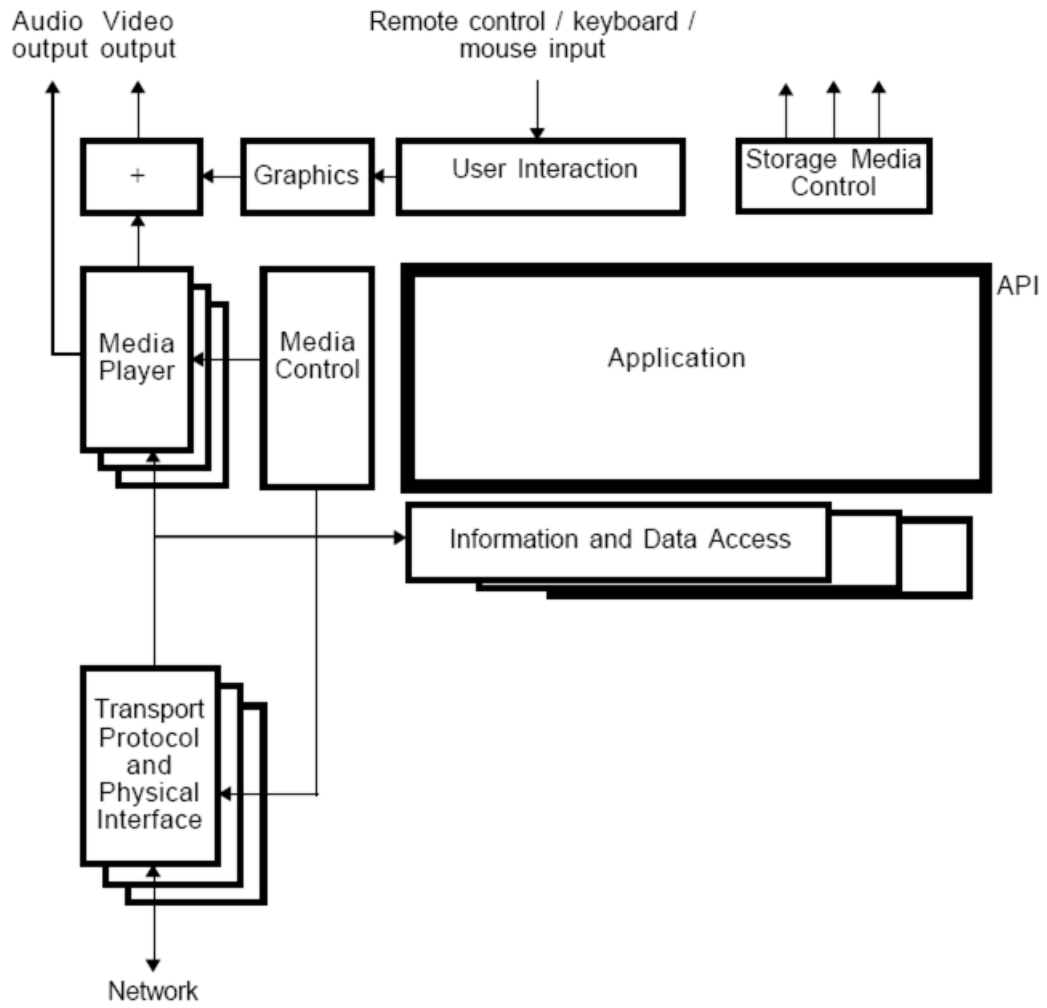 Audio output
Video output
Remote control / keyboard /
mouse input
+
Graphics
User Interaction
Storage Media
Control
API
Media
Player
Media
Control
Application
Information and Data Access
Transport
Protocol
and
Physical
Interface
Network